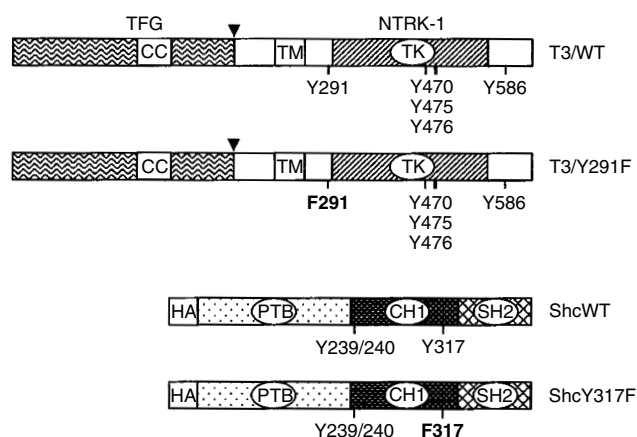 TFG NTRK-1
CC TM TK T3/WT
Y291 Y470 Y586
Y475
Y476
CC TM TK T3/Y291F
F291 Y470 Y586
Y475
Y476
HA PTB CH1 SH2 ShcWT
Y239/240 Y317
HA PTB CH1 SH2 ShcY317F
Y239/240 F317